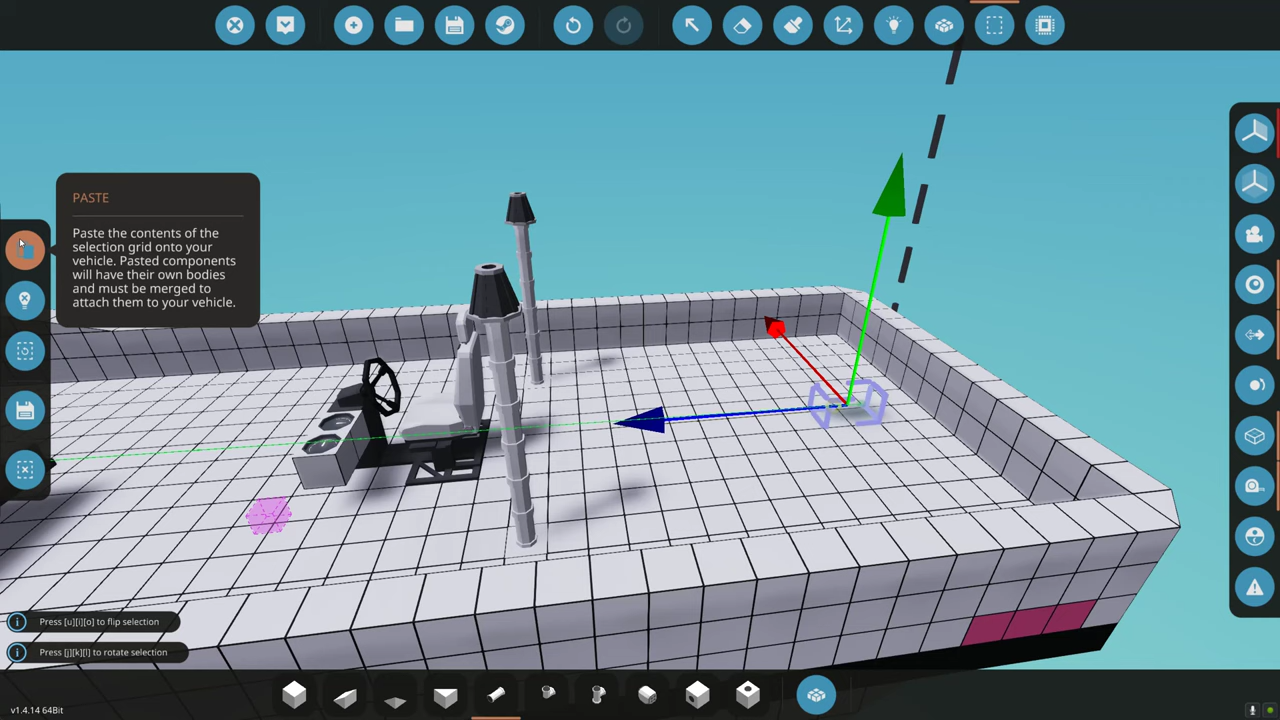 PASTE
Paste the contents of the
selection grid onto your
vehicle. Pasted components
will have their own bodies
and must be merged to
attach them to your vehicle.
Press [u][i][o] to flip selection
Press [j][k][l] to rotate selection
v1.4.14 64Bit